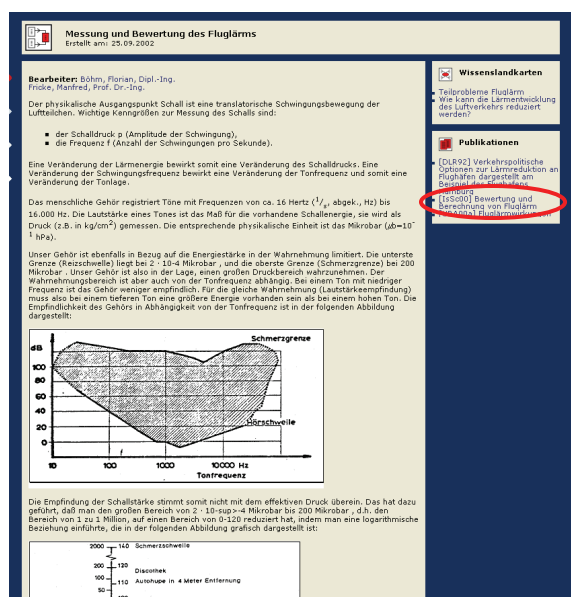 Messung und Bewertung des Fluglärms
Erstellt am: 25.09.2002
Bearbeiter: Böhm, Florian, Dipl.-Ing.
Fricke, Manfred, Prof. Dr.-Ing.
Der physikalische Ausgangspunkt Schall ist eine translatorische Schwingungsbewegung der
Luftteilchen. Wichtige Kenngrößen zur Messung des Schalls sind:
der Schalldruck p (Amplitude der Schwingung),
die Frequenz f (Anzahl der Schwingungen pro Sekunde).
Eine Veränderung der Lärmenergie bewirkt somit eine Veränderung des Schalldrucks. Eine
Veränderung der Schwingungsfrequenz bewirkt eine Veränderung der Tonfrequenz und somit eine
Veränderung der Tonlage.
Das menschliche Gehör registriert Töne mit Frequenzen von ca. 16 Hertz (1/s, abgek., Hz) bis
16.000 Hz. Die Lautstärke eines Tones ist das Maß für die vorhandene Schallenergie, sie wird als
Druck (z.B. in kg/cm²) gemessen. Die entsprechende physikalische Einheit ist das Mikrobar (μb=10-
1 hPa).
Unser Gehör ist ebenfalls in Bezug auf die Energiestärke in der Wahrnehmung limitiert. Die unterste
Grenze (Reizschwelle) liegt bei 2 · 10-4 Mikrobar , und die oberste Grenze (Schmerzgrenze) bei 200
Mikrobar . Unser Gehör ist also in der Lage, einen großen Druckbereich wahrzunehmen. Der
Wahrnehmungsbereich ist aber auch von der Tonfrequenz abhängig. Bei einem Ton mit niedriger
Frequenz ist das Gehör weniger empfindlich. Für die gleiche Wahrnehmung (Lautstärkeempfindung)
muss also bei einem tieferen Ton eine größere Energie vorhanden sein als bei einem hohen Ton. Die
Empfindlichkeit des Gehörs in Abhängigkeit von der Tonfrequenz ist in der folgenden Abbildung
dargestellt:
Schmerzgrenze
dB
100
80
60
40
20
0
Hörschwelle
10 100 1000 10000 Hz
Tonfrequenz
Die Empfindung der Schallstärke stimmt somit nicht mit dem effektiven Druck überein. Das hat dazu
geführt, daß man den großen Bereich von 2 · 10-sup>-4 Mikrobar bis 200 Mikrobar , d.h. den
Bereich von 1 zu 1 Million, auf einen Bereich von 0-120 reduziert hat, indem man eine logarithmische
Beziehung einführte, die in der folgenden Abbildung grafisch dargestellt ist:
2000 140 Schmerzschwelle
200 120
Discothek
100 110 Autohupe in 4 Meter Entfernung
50
Wissenslandkarten
Teilprobleme Fluglärm
Wie kann die Lärmentwicklung
des Luftverkehrs reduziert
werden?
Publikationen
[DLR92] Verkehrspolitische
Optionen zur Lärmreduktion an
Flughäfen dargestellt am
Beispiel des Flughafens
Hamburg
[IsSc00] Bewertung und
Berechnung von Fluglärm
Fluglärmwirkungen